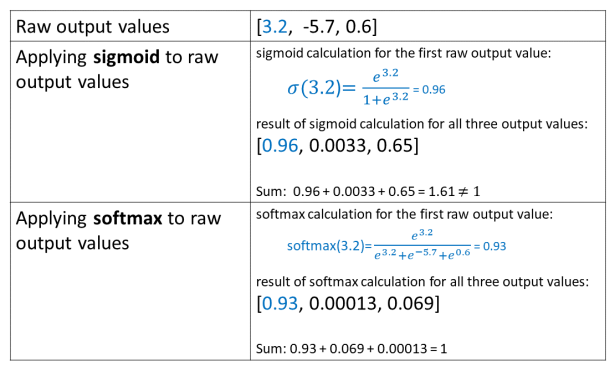 Raw output values
[3.2, -5.7, 0.6]
Applying sigmoid to raw
output values
sigmoid calculation for the first raw output value:
σ(3.2)= e^3.2 / 1+e^3.2 = 0.96
result of sigmoid calculation for all three output values:
[0.96, 0.0033, 0.65]
Sum: 0.96 + 0.0033 + 0.65 = 1.61 ≠ 1
Applying softmax to raw
output values
softmax calculation for the first raw output value:
softmax(3.2)= e^3.2 / e^3.2+e^−5.7+e^0.6 = 0.93
result of softmax calculation for all three output values:
[0.93, 0.00013, 0.069]
Sum: 0.93 + 0.069 + 0.00013 = 1